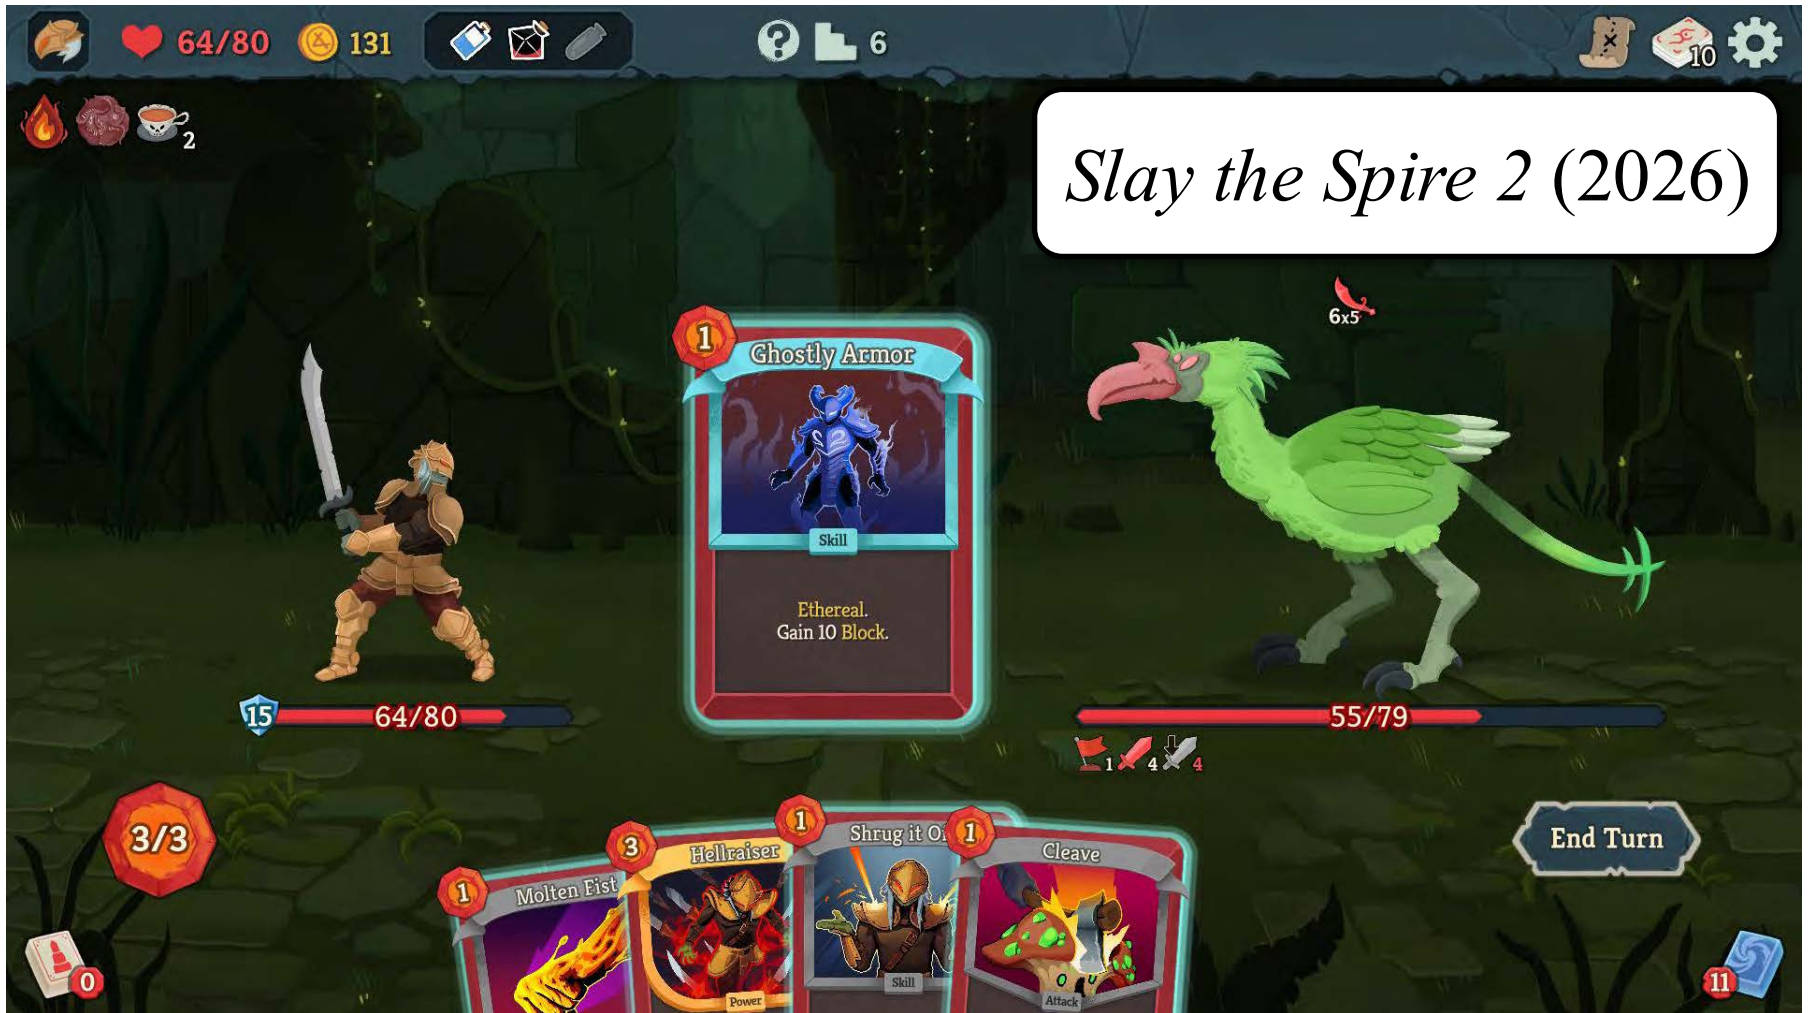 64/80
131
6
10
2
Slay the Spire 2 (2026)
6x5
1
Ghostly Armor
Skill
Ethereal.
Gain 10 Block.
15
64/80
55/79
1
4
4
3/3
End Turn
1
Molten Fist
3
Hellraiser
Power
1
Shrug it O
Skill
1
Cleave
Attack
0
11